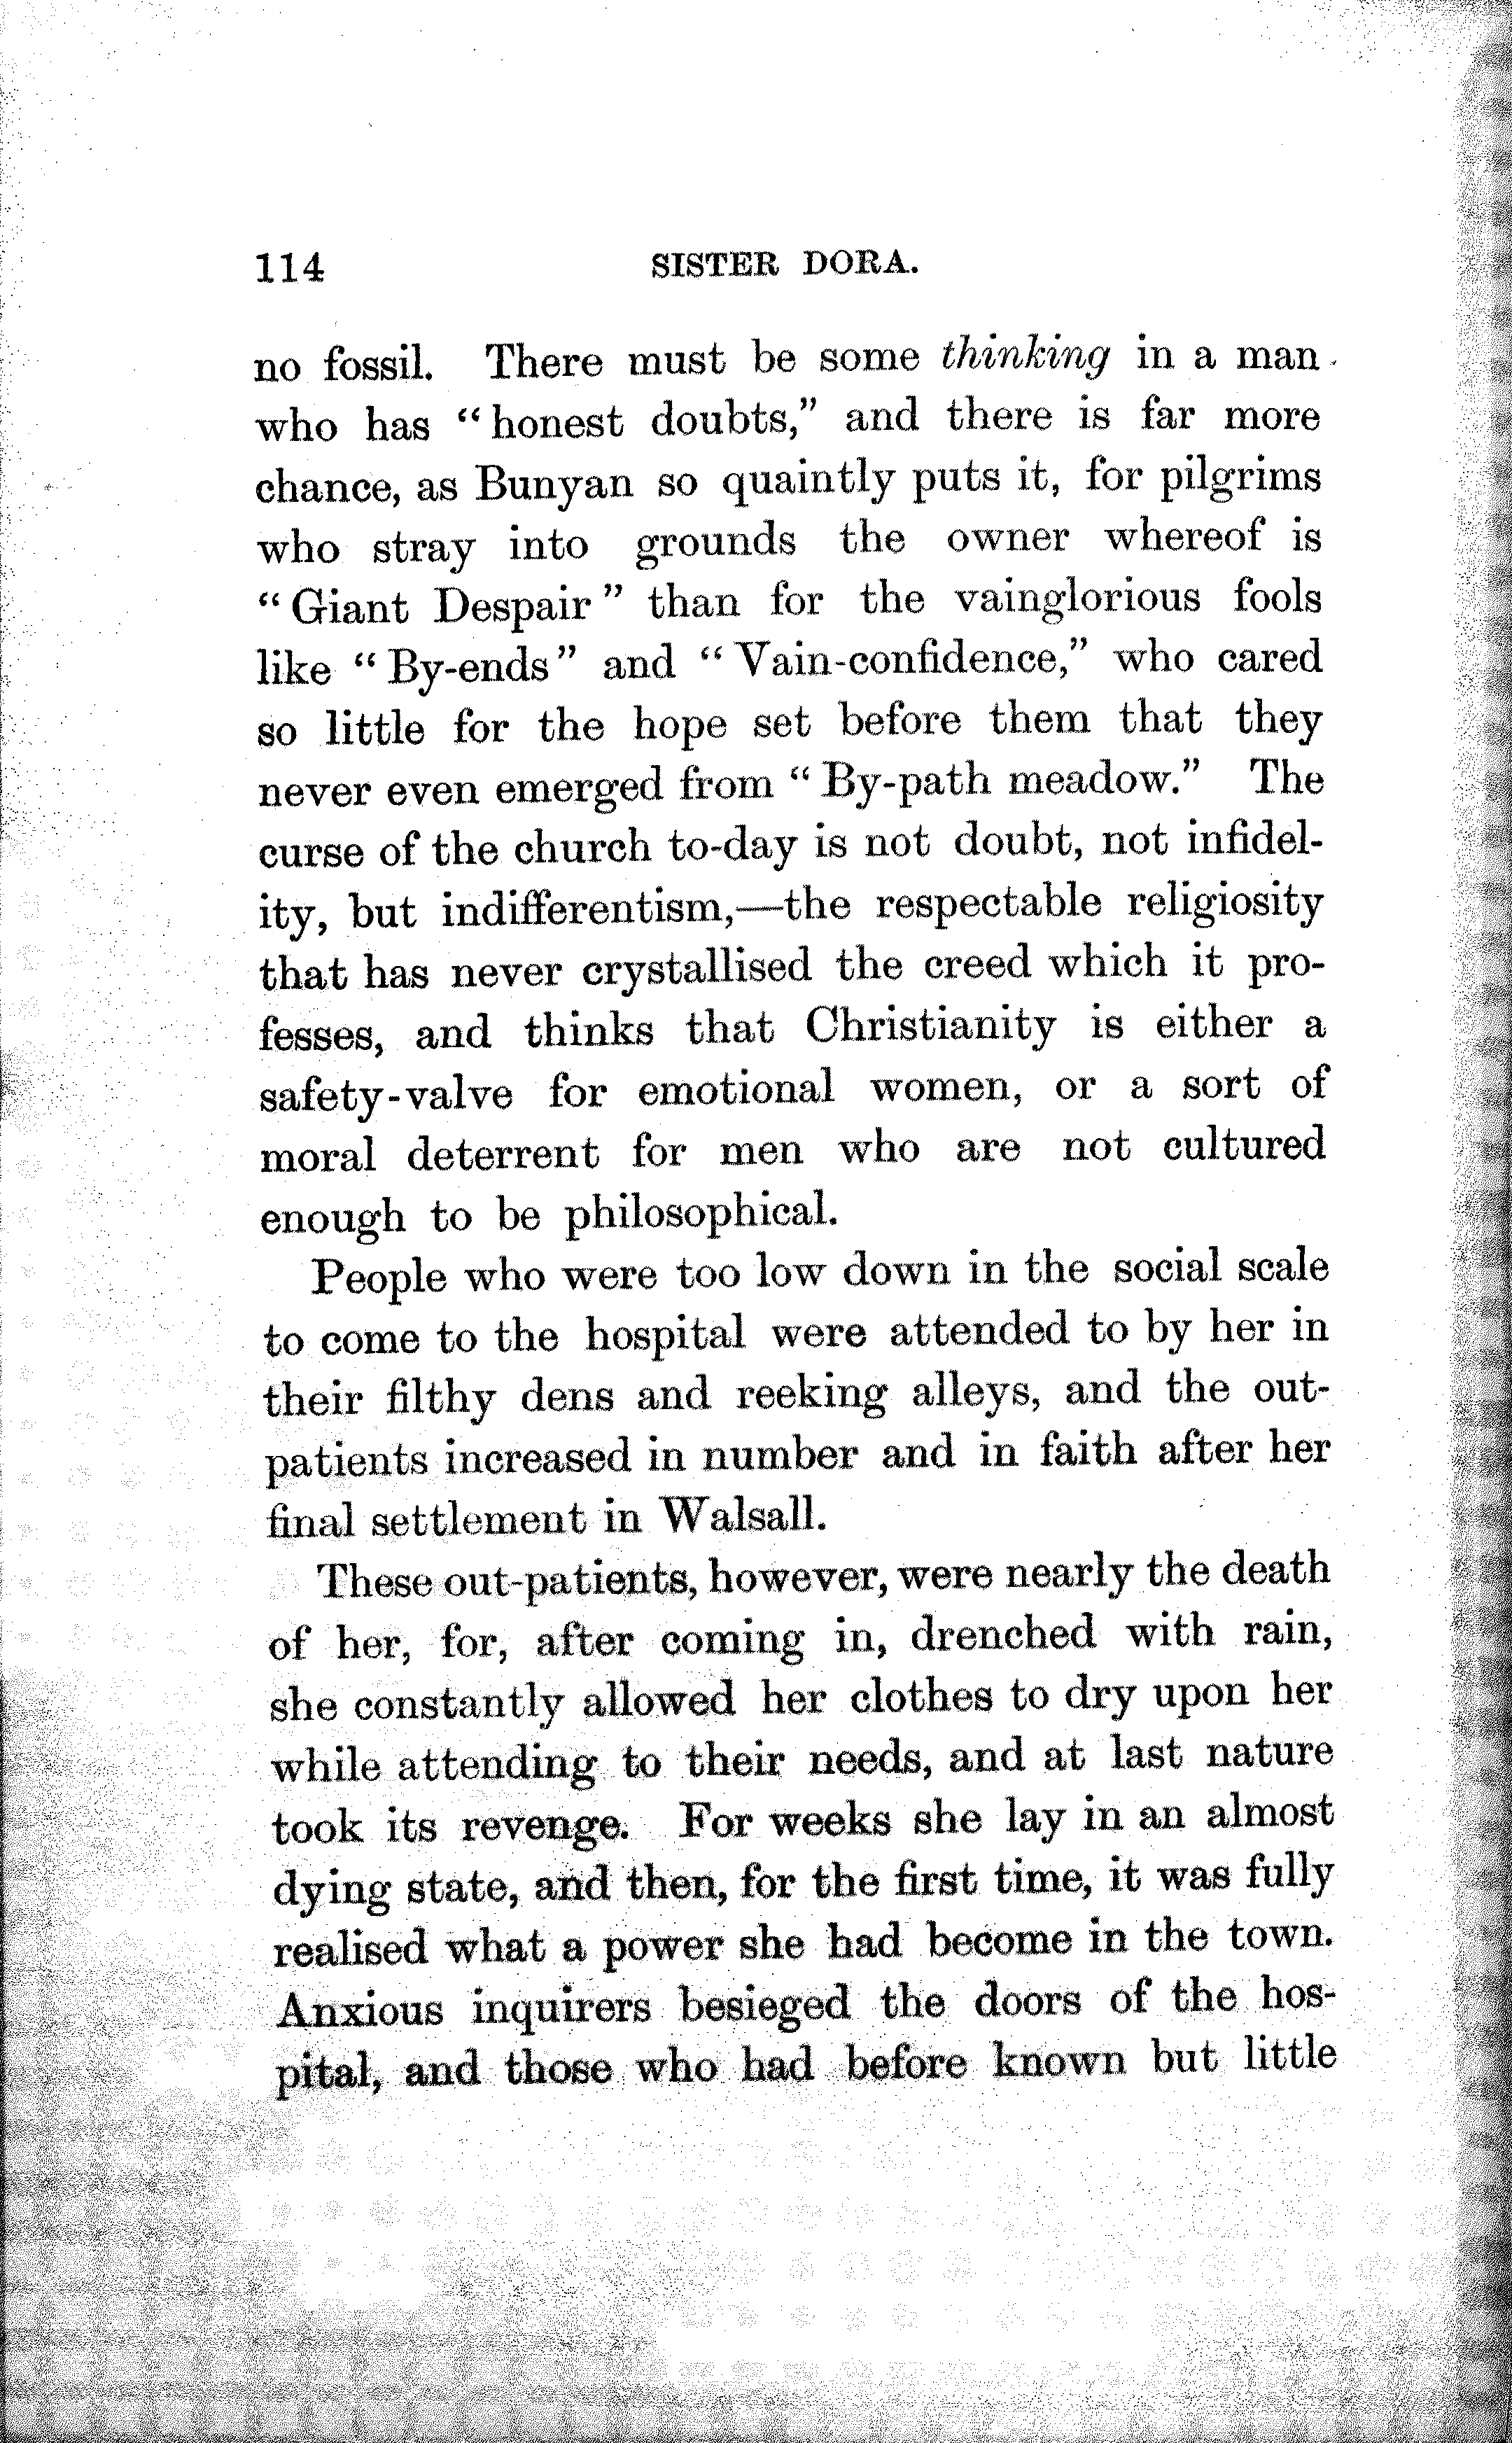 114 SISTER DORA.
no fossil. There must be some thinking in a man
who has “honest doubts,” and there is far more
chance, as Bunyan so quaintly puts it, for pilgrims
who stray into grounds the owner whereof is
“Giant Despair” than for the vainglorious fools
like “By-ends” and “Vain-confidence,” who cared
so little for the hope set before them that they
never even emerged from “By-path meadow.” The
curse of the church to-day is not doubt, not infidel-
ity, but indifferentism,—the respectable religiosity
that has never crystallised the creed which it pro-
fesses, and thinks that Christianity is either a
safety-valve for emotional women, or a sort of
moral deterrent for men who are not cultured
enough to be philosophical.
People who were too low down in the social scale
to come to the hospital were attended to by her in
their filthy dens and reeking alleys, and the out-
patients increased in number and in faith after her
final settlement in Walsall.
These out-patients, however, were nearly the death
of her, for, after coming in, drenched with rain,
she constantly allowed her clothes to dry upon her
while attending to their needs, and at last nature
took its revenge. For weeks she lay in an almost
dying state, and then, for the first time, it was fully
realised what a power she had become in the town.
Anxious inquirers besieged the doors of the hos-
pital, and those who had before known but little